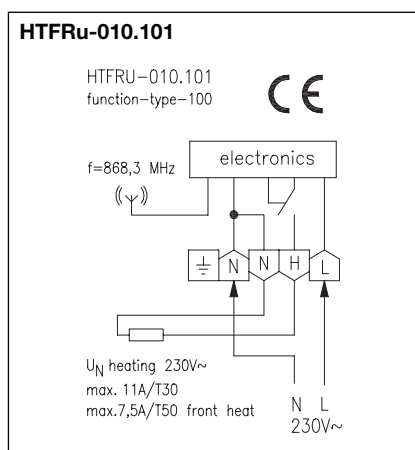 HTFRu-010.101
HTFRU-010.101
function-type-100
CE
electronics
f=868,3 MHz
N N H L
U_N heating 230V~
max. 11A/T30
max.7,5A/T50 front heat
N L
230V~